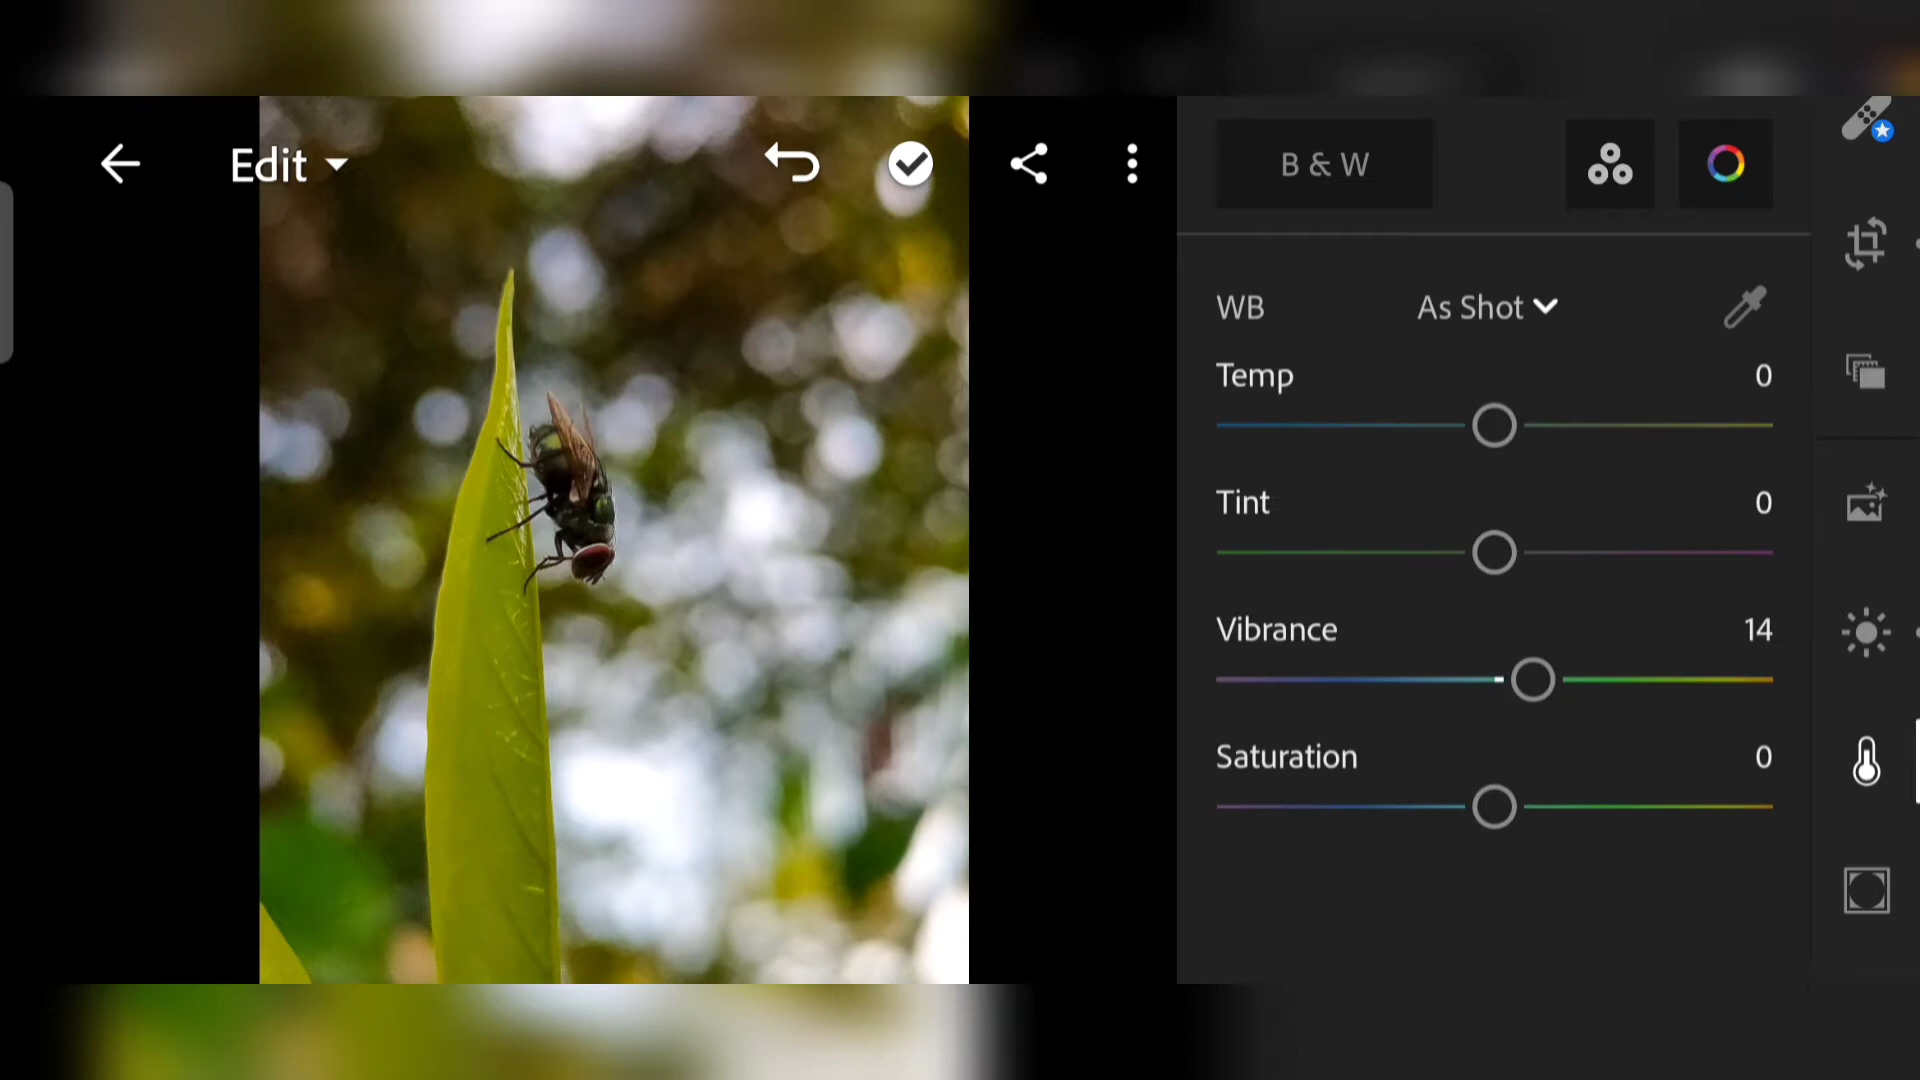 Edit
B & W
WB As Shot
Temp 0
Tint 0
Vibrance 14
Saturation 0